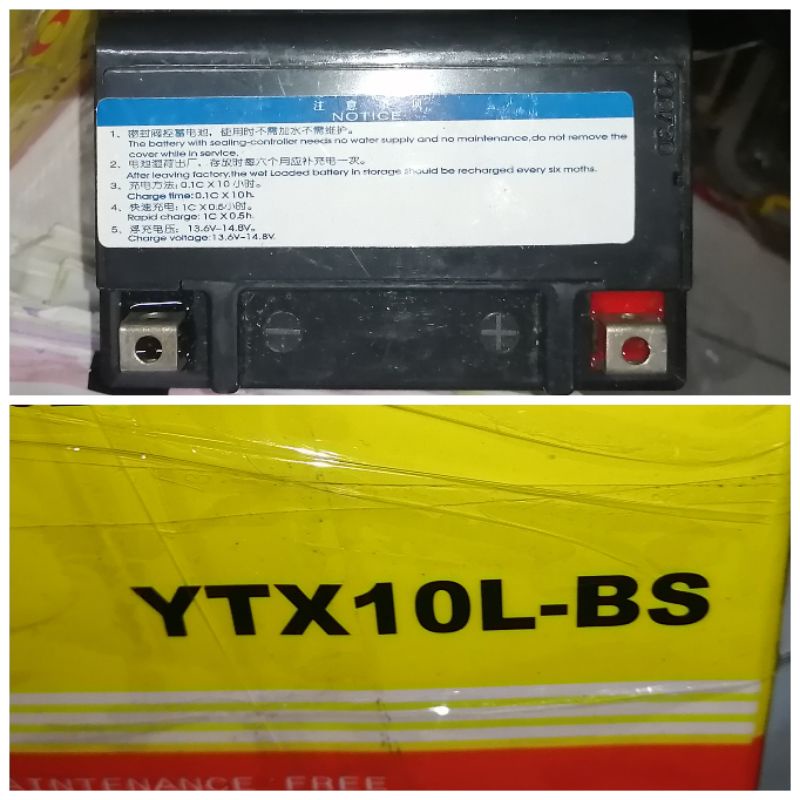 注 意
NOTICE
1、密封阀控蓄电池，使用时不需加水不需维护。
The battery with sealing-controller needs no water supply and no maintenance,do not remove the
cover while in service.
2、电池湿荷出厂，存放时每六个月应补充电一次。
After leaving factory,the wet Loaded battery in storage should be recharged every six moths.
3、充电方法：0.1C X 10 小时。
Charge time:0.1C X 10h.
4、快速充电：1C X 0.5小时。
Rapid charge: 1C X 0.5h.
5、浮充电压：13.6V-14.8V。
Charge voltage:13.6V-14.8V.
YTX10L-BS
MAINTENANCE FREE